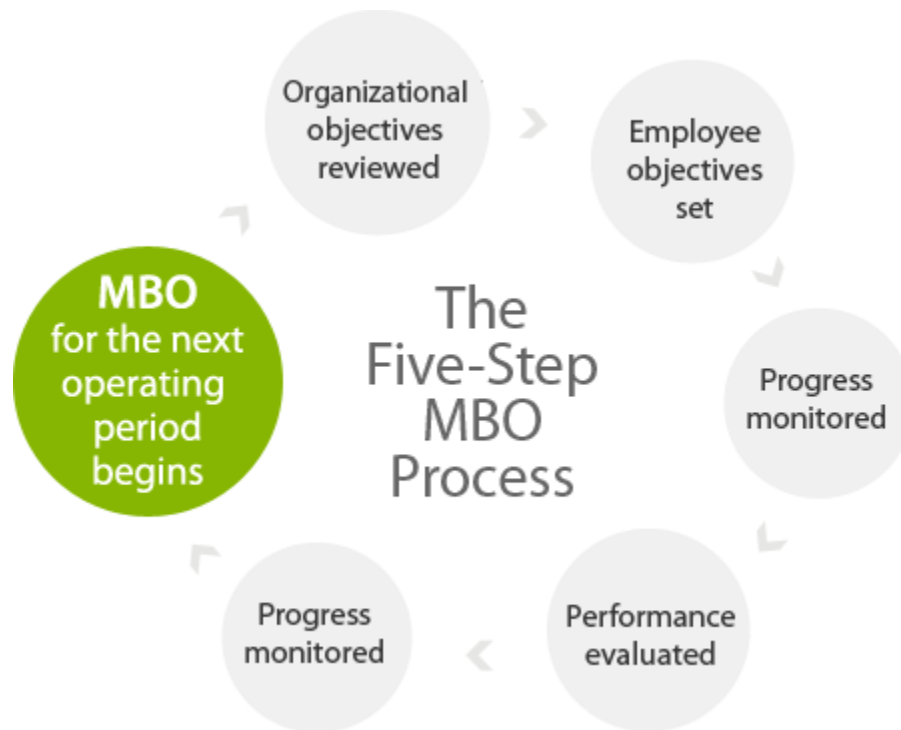 Organizational
objectives
reviewed
Employee
objectives
set
MBO
for the next
operating
period
begins
The
Five-Step
MBO
Process
Progress
monitored
Progress
monitored
Performance
evaluated